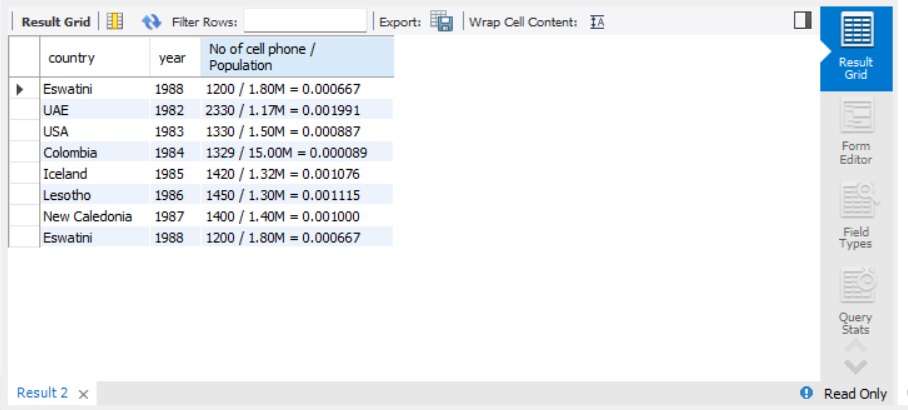 Result Grid Filter Rows: Export: Wrap Cell Content: IA
country year No of cell phone /
Population
Eswatini 1988 1200 / 1.80M = 0.000667
UAE 1982 2330 / 1.17M = 0.001991
USA 1983 1330 / 1.50M = 0.000887
Colombia 1984 1329 / 15.00M = 0.000089
Iceland 1985 1420 / 1.32M = 0.001076
Lesotho 1986 1450 / 1.30M = 0.001115
New Caledonia 1987 1400 / 1.40M = 0.001000
Eswatini 1988 1200 / 1.80M = 0.000667
Result
Grid
Form
Editor
Field
Types
Query
Stats
Result 2 Read Only